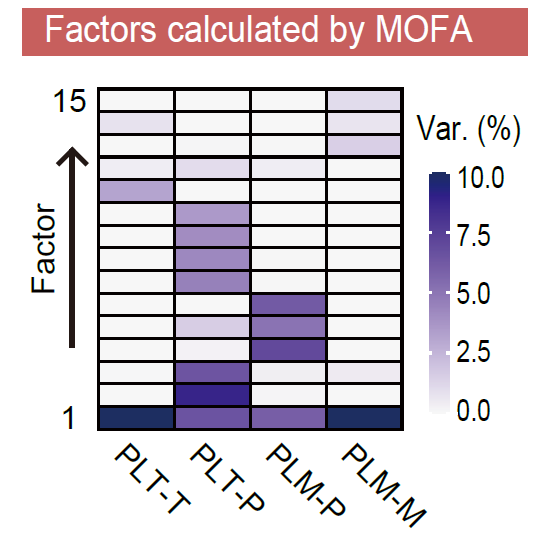 Factors calculated by MOFA
15
Var. (%)
10.0
7.5
5.0
2.5
0.0
Factor
1
PLT-T
PLT-P
PLM-P
PLM-M